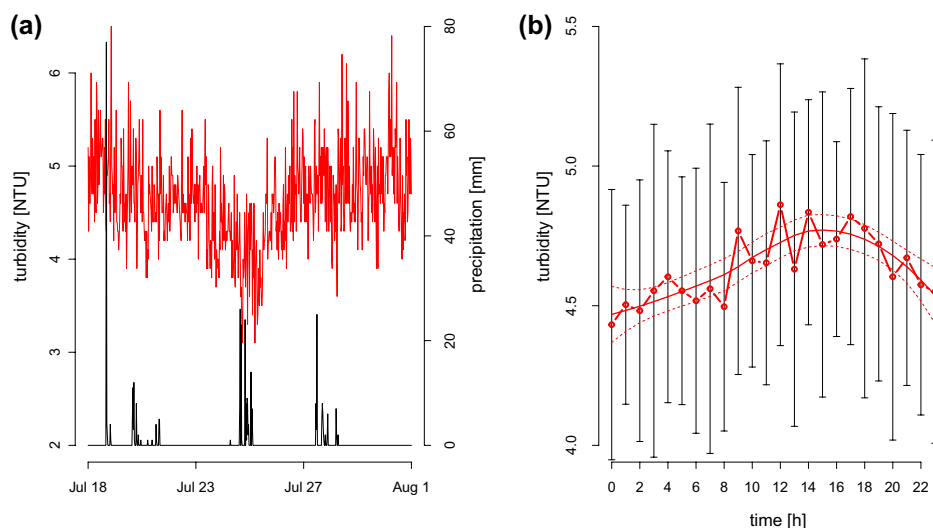 (a)
turbidity [NTU]
2 3 4 5 6
Jul 18 Jul 23 Jul 27 Aug 1
0 20 40 60 80
precipitation [mm]
(b)
turbidity [NTU]
4.0 4.5 5.0 5.5
0 2 4 6 8 10 12 14 16 18 20 22
time [h]